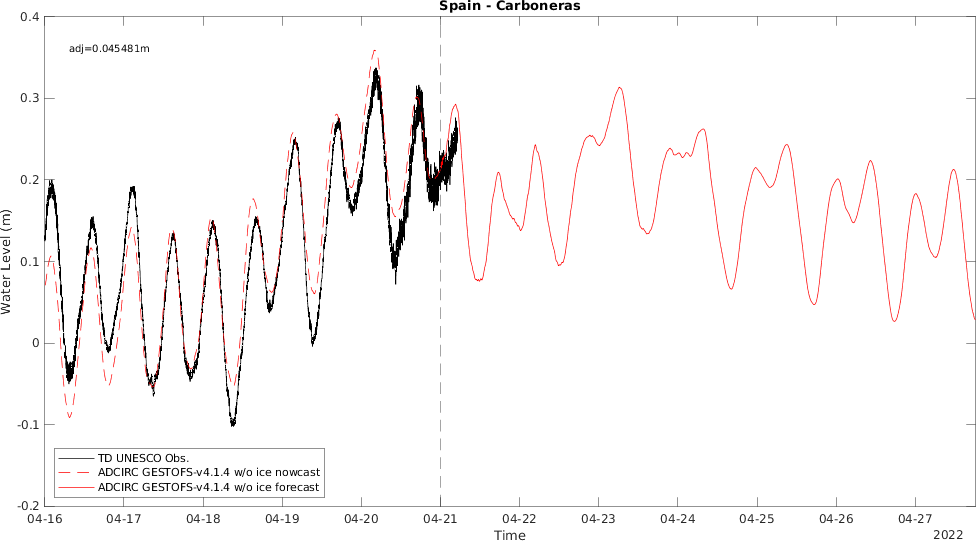 Spain - Carboneras
adj=0.045481m
0.4
0.3
0.2
0.1
0
-0.1
-0.2
Water Level (m)
TD UNESCO Obs.
ADCIRC GESTOFS-v4.1.4 w/o ice nowcast
ADCIRC GESTOFS-v4.1.4 w/o ice forecast
04-16 04-17 04-18 04-19 04-20 04-21 04-22 04-23 04-24 04-25 04-26 04-27
Time
2022